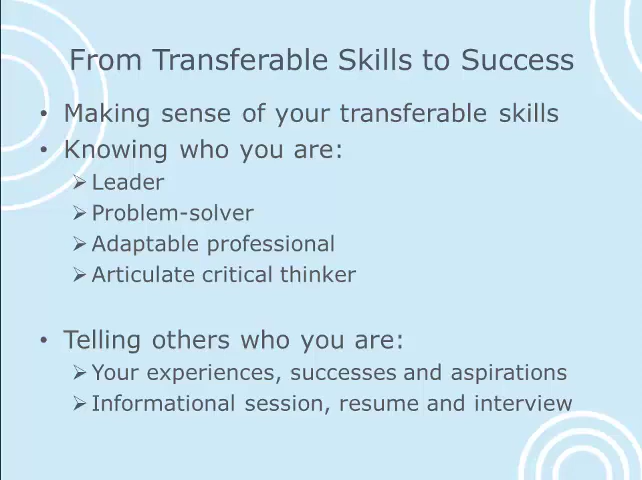 From Transferable Skills to Success
• Making sense of your transferable skills
• Knowing who you are:
➢ Leader
➢ Problem-solver
➢ Adaptable professional
➢ Articulate critical thinker
• Telling others who you are:
➢ Your experiences, successes and aspirations
➢ Informational session, resume and interview